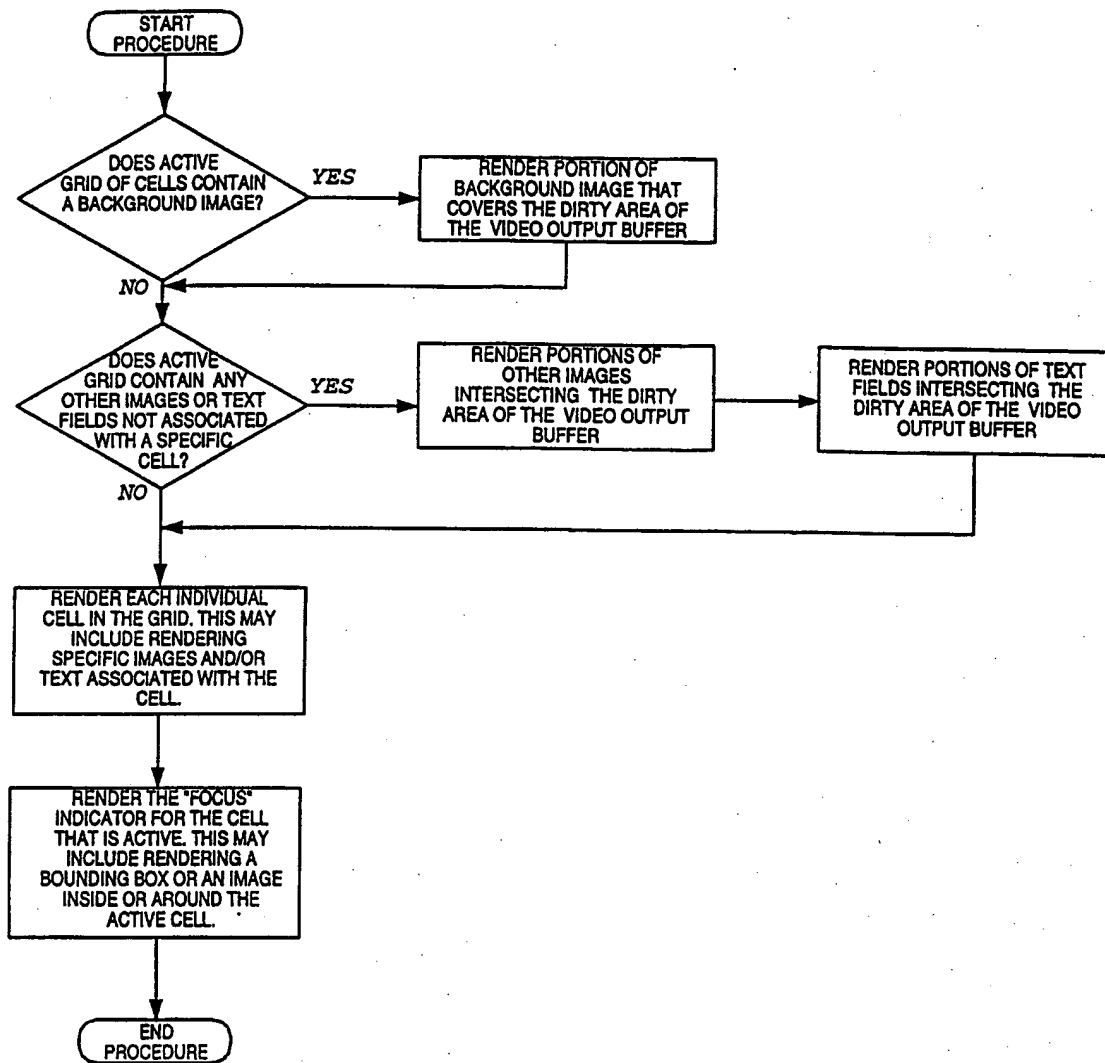 START
PROCEDURE
DOES ACTIVE
GRID OF CELLS CONTAIN
A BACKGROUND IMAGE?
YES
RENDER PORTION OF
BACKGROUND IMAGE THAT
COVERS THE DIRTY AREA OF
THE VIDEO OUTPUT BUFFER
NO
DOES ACTIVE
GRID CONTAIN ANY
OTHER IMAGES OR TEXT
FIELDS NOT ASSOCIATED
WITH A SPECIFIC
CELL?
YES
RENDER PORTIONS OF
OTHER IMAGES
INTERSECTING THE DIRTY
AREA OF THE VIDEO OUTPUT
BUFFER
RENDER PORTIONS OF TEXT
FIELDS INTERSECTING THE
DIRTY AREA OF THE VIDEO
OUTPUT BUFFER
NO
RENDER EACH INDIVIDUAL
CELL IN THE GRID. THIS MAY
INCLUDE RENDERING
SPECIFIC IMAGES AND/OR
TEXT ASSOCIATED WITH THE
CELL.
RENDER THE "FOCUS"
INDICATOR FOR THE CELL
THAT IS ACTIVE. THIS MAY
INCLUDE RENDERING A
BOUNDING BOX OR AN IMAGE
INSIDE OR AROUND THE
ACTIVE CELL.
END
PROCEDURE